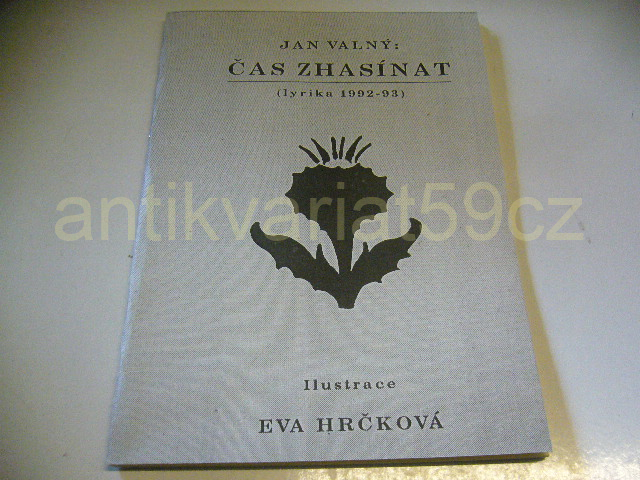 JAN VALNÝ:
ČAS ZHASÍNAT
(lyrika 1992-93)
antikvariat59cz
Ilustrace
EVA HRČKOVÁ